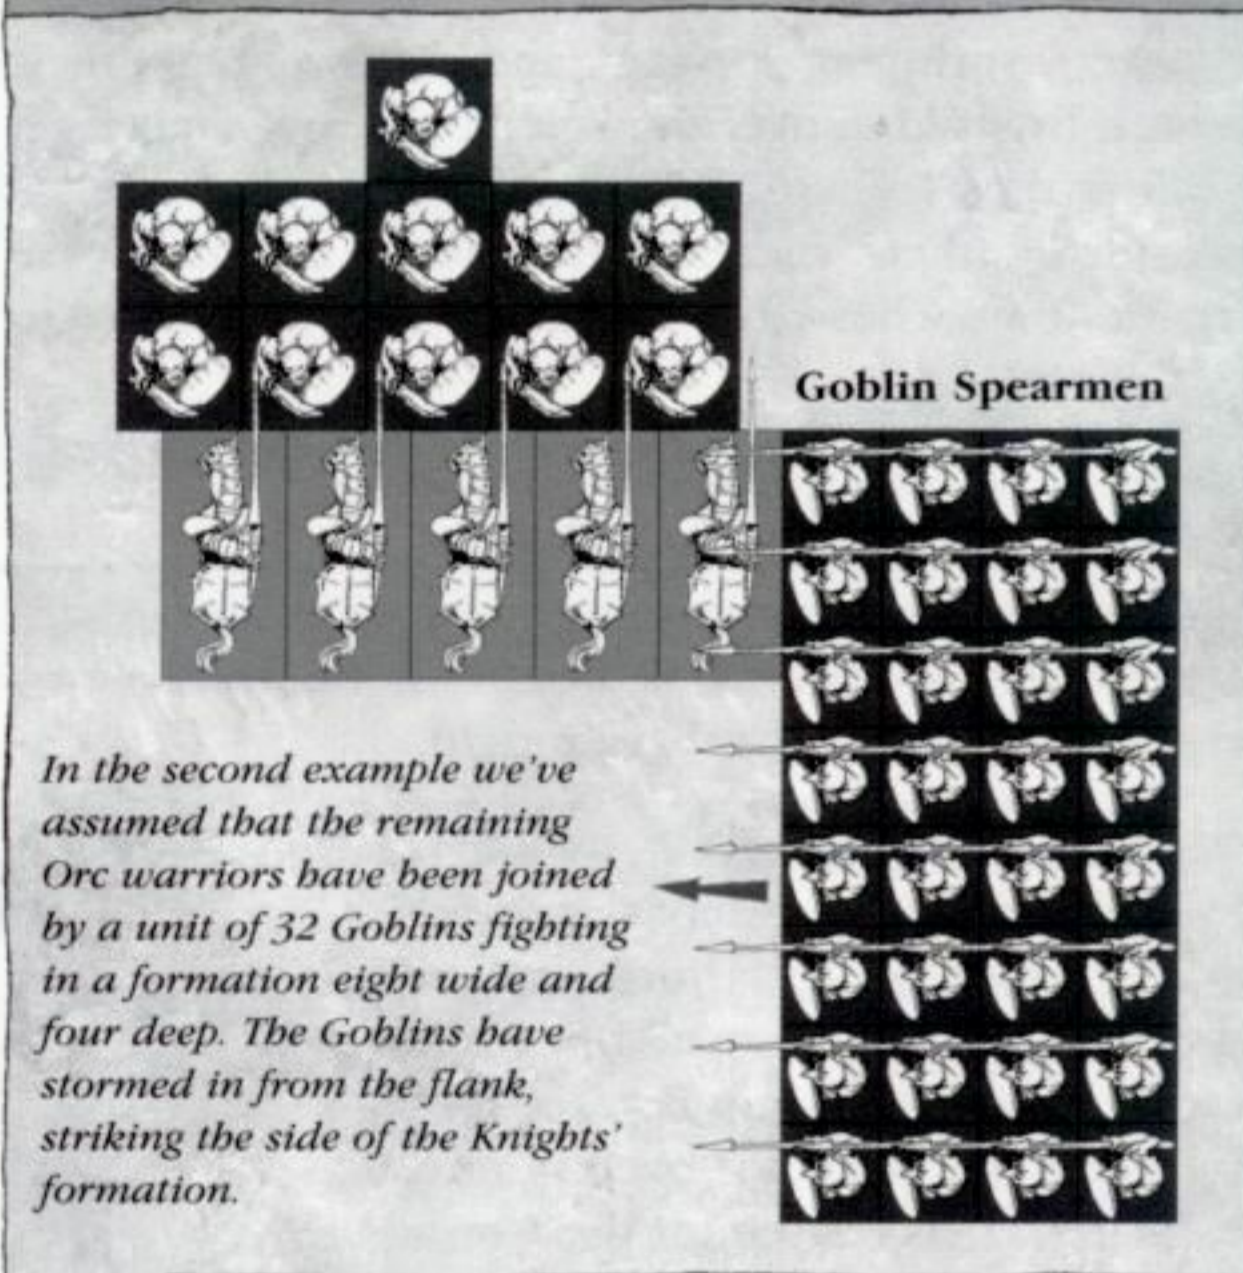 Goblin Spearmen
In the second example we've
assumed that the remaining
Orc warriors have been joined
by a unit of 32 Goblins fighting
in a formation eight wide and
four deep. The Goblins have
stormed in from the flank,
striking the side of the Knights'
formation.